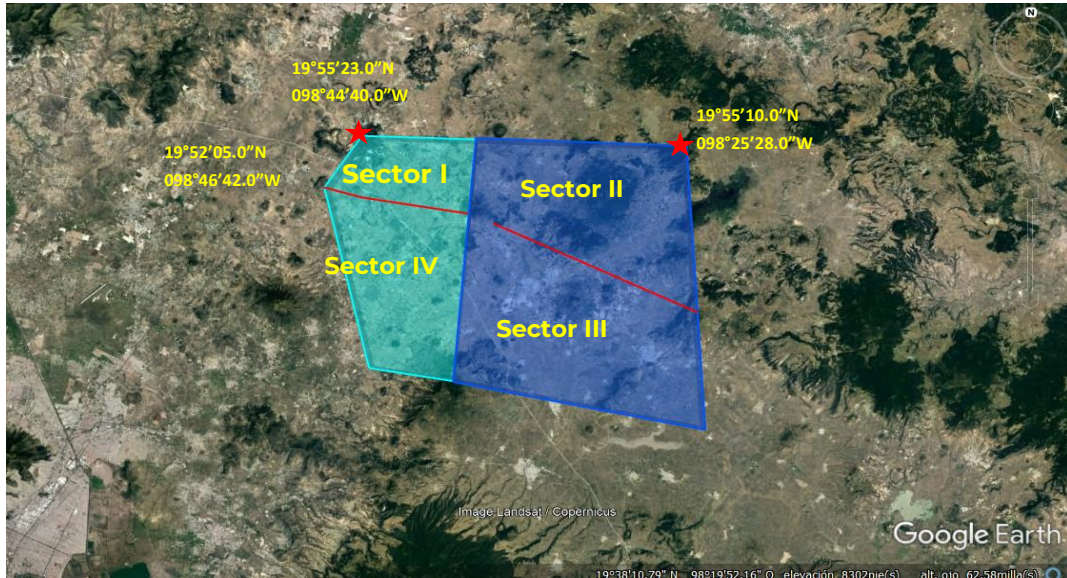 N
19°55’23.0”N
098°44’40.0”W
19°55’10.0”N
098°25’28.0”W
19°52’05.0”N
098°46’42.0”W
Sector I
Sector II
Sector IV
Sector III
Image Landsat / Copernicus
Google Earth
19°38'10.79" N 98°19'52.16" O elevación 8302pie(s) alt. ojo 62.58milla(s)